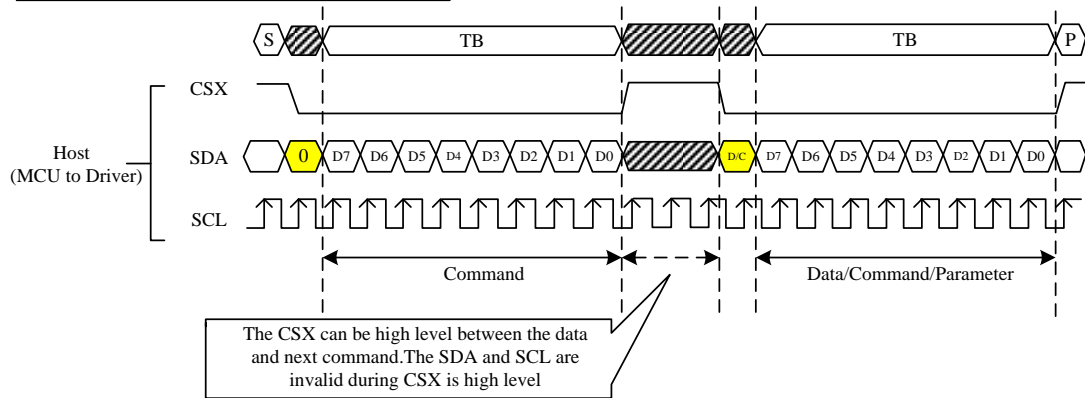 S TB TB P
CSX
Host
(MCU to Driver)
SDA 0 D7 D6 D5 D4 D3 D2 D1 D0 D/C D7 D6 D5 D4 D3 D2 D1 D0
SCL
Command Data/Command/Parameter
The CSX can be high level between the data
and next command.The SDA and SCL are
invalid during CSX is high level